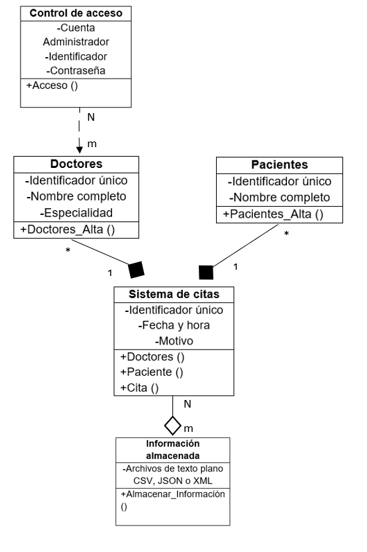 Control de acceso
-Cuenta
Administrador
-Identificador
-Contraseña
+Acceso ()
N
m
Doctores
-Identificador único
-Nombre completo
-Especialidad
+Doctores_Alta ()
*
1
Pacientes
-Identificador único
-Nombre completo
+Pacientes_Alta ()
*
1
Sistema de citas
-Identificador único
-Fecha y hora
-Motivo
+Doctores ()
+Paciente ()
+Cita ()
N
m
Información
almacenada
-Archivos de texto plano
CSV, JSON o XML
+Almacenar_Información
()